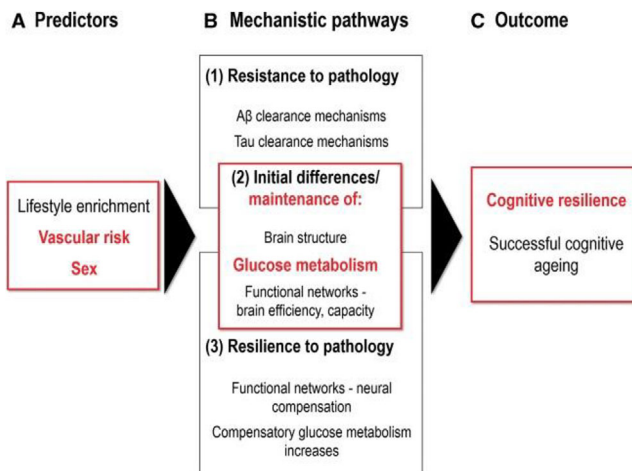 A Predictors
B Mechanistic pathways
C Outcome
(1) Resistance to pathology
Aβ clearance mechanisms
Tau clearance mechanisms
(2) Initial differences/
maintenance of:
Brain structure
Glucose metabolism
Functional networks -
brain efficiency, capacity
(3) Resilience to pathology
Functional networks - neural
compensation
Compensatory glucose metabolism
increases
Lifestyle enrichment
Vascular risk
Sex
Cognitive resilience
Successful cognitive
ageing